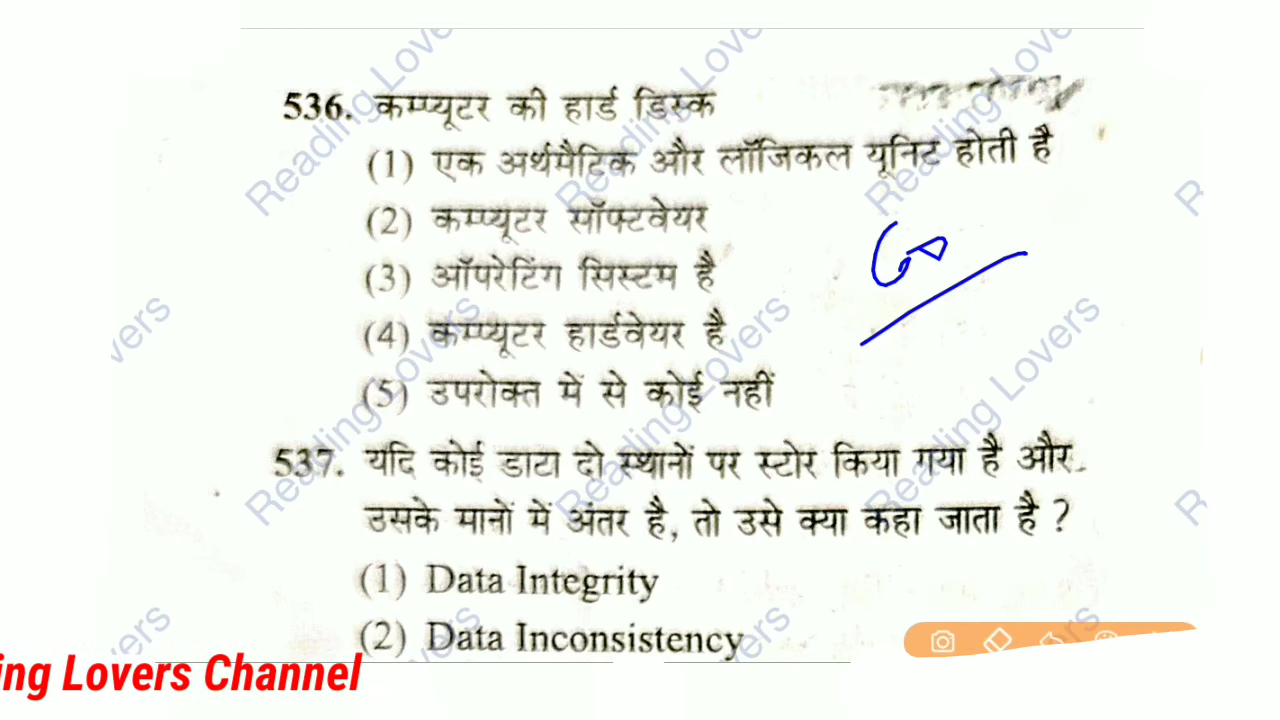 536. कम्प्यूटर की हार्ड डिस्क
(1) एक अर्थमैटिक और लॉजिकल यूनिट होती है
(2) कम्प्यूटर सॉफ्टवेयर
(3) ऑपरेटिंग सिस्टम है
(4) कम्प्यूटर हार्डवेयर है
(5) उपरोक्त में से कोई नहीं
537. यदि कोई डाटा दो स्थानों पर स्टोर किया गया है और
उसके मानों में अंतर है, तो उसे क्या कहा जाता है ?
(1) Data Integrity
(2) Data Inconsistency
ing Lovers Channel
Reading Lovers